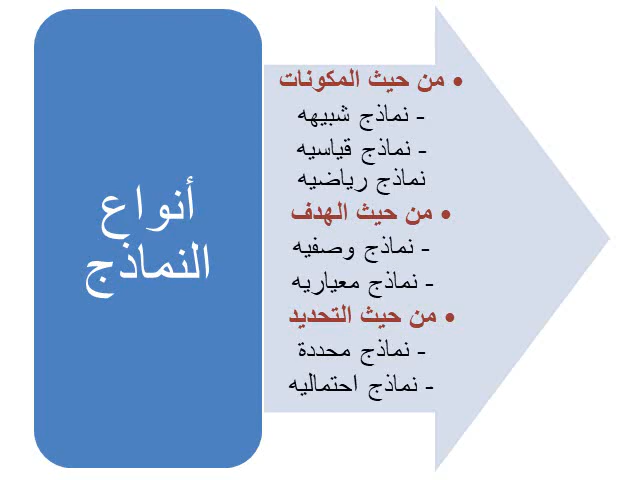 أنواع
النماذج
• من حيث المكونات
- نماذج شبيهه
- نماذج قياسيه
نماذج رياضيه
• من حيث الهدف
- نماذج وصفيه
- نماذج معياريه
• من حيث التحديد
- نماذج محددة
- نماذج احتماليه